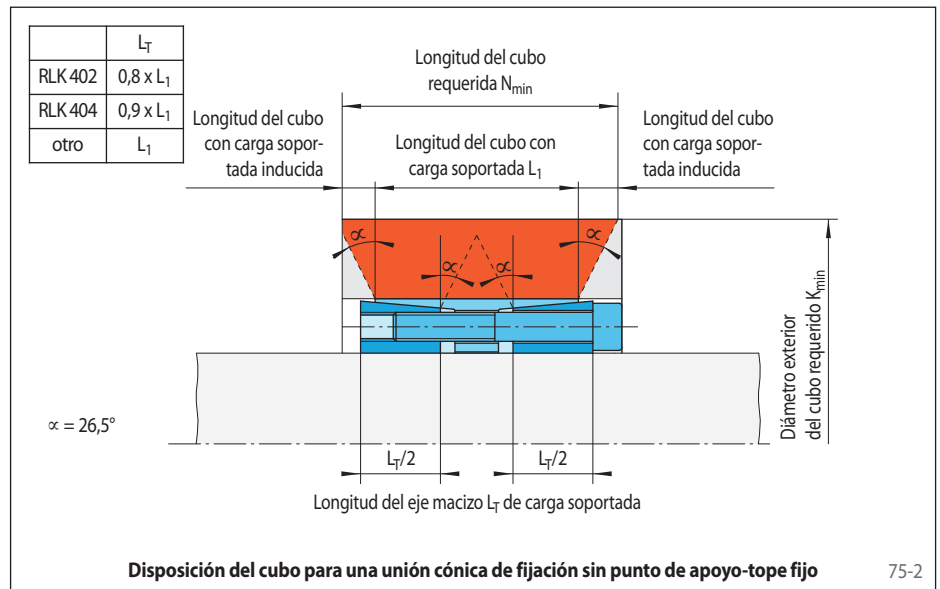 L_T
RLK 402 0,8 x L_1
RLK 404 0,9 x L_1
otro L_1
Longitud del cubo
requerida N_min
Longitud del cubo
con carga sopor-
tada inducida
Longitud del cubo con
carga soportada L_1
Longitud del cubo
con carga sopor-
tada inducida
∝ ∝
∝ ∝
Diámetro exterior
del cubo requerido K_min
∝ = 26,5°
L_T/2 L_T/2
Longitud del eje macizo L_T de carga soportada
Disposición del cubo para una unión cónica de fijación sin punto de apoyo-tope fijo 75-2